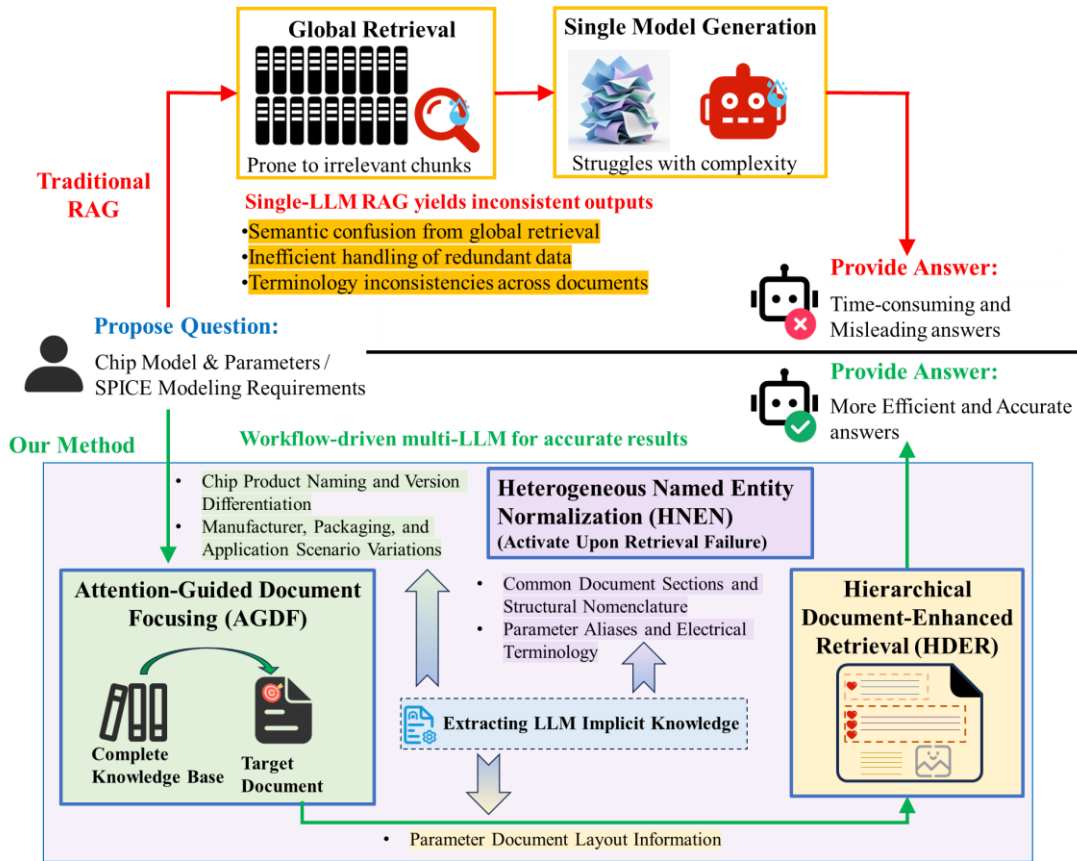 Global Retrieval
Prone to irrelevant chunks
Single Model Generation
Struggles with complexity
Traditional
RAG
Single-LLM RAG yields inconsistent outputs
•Semantic confusion from global retrieval
•Inefficient handling of redundant data
•Terminology inconsistencies across documents
Provide Answer:
Time-consuming and
Misleading answers
Propose Question:
Chip Model & Parameters /
SPICE Modeling Requirements
Provide Answer:
More Efficient and Accurate
answers
Our Method
Workflow-driven multi-LLM for accurate results
• Chip Product Naming and Version
Differentiation
• Manufacturer, Packaging, and
Application Scenario Variations
Heterogeneous Named Entity
Normalization (HNEN)
(Activate Upon Retrieval Failure)
• Common Document Sections and
Structural Nomenclature
• Parameter Aliases and Electrical
Terminology
Attention-Guided Document
Focusing (AGDF)
Complete
Knowledge Base
Target
Document
Extracting LLM Implicit Knowledge
Hierarchical
Document-Enhanced
Retrieval (HDER)
• Parameter Document Layout Information